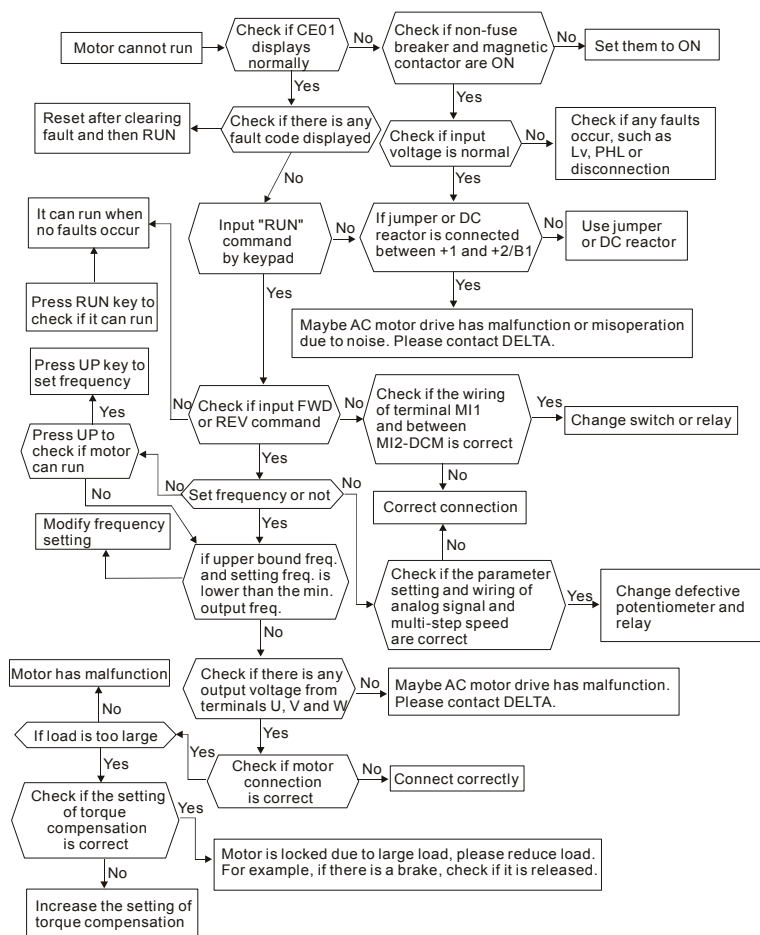 Motor cannot run
Check if CE01
displays
normally
No
Check if non-fuse
breaker and magnetic
contactor are ON
No
Set them to ON
Yes
Yes
Reset after clearing
fault and then RUN
Check if there is any
fault code displayed
Check if input
voltage is normal
No
Check if any faults
occur, such as
Lv, PHL or
disconnection
No
Yes
It can run when
no faults occur
Input "RUN"
command
by keypad
No
If jumper or DC
reactor is connected
between +1 and +2/B1
No
Use jumper
or DC reactor
Press RUN key to
check if it can run
Yes
Yes
Maybe AC motor drive has malfunction or misoperation
due to noise. Please contact DELTA.
Press UP key to
set frequency
Yes
No
Check if input FWD
or REV command
No
Check if the wiring
of terminal MI1
and between
MI2-DCM is correct
Yes
Change switch or relay
Press UP to
check if motor
can run
Yes
No
No
Set frequency or not
No
No
Correct connection
Modify frequency
setting
Yes
No
if upper bound freq.
and setting freq. is
lower than the min.
output freq.
Check if the parameter
setting and wiring of
analog signal and
multi-step speed
are correct
Yes
Change defective
potentiometer and
relay
No
Motor has malfunction
Check if there is any
output voltage from
terminals U, V and W
No
Maybe AC motor drive has malfunction.
Please contact DELTA.
No
Yes
If load is too large
Yes
Check if motor
connection
is correct
No
Connect correctly
Yes
Check if the setting
of torque
compensation
is correct
Yes
Motor is locked due to large load, please reduce load.
For example, if there is a brake, check if it is released.
No
Increase the setting of
torque compensation